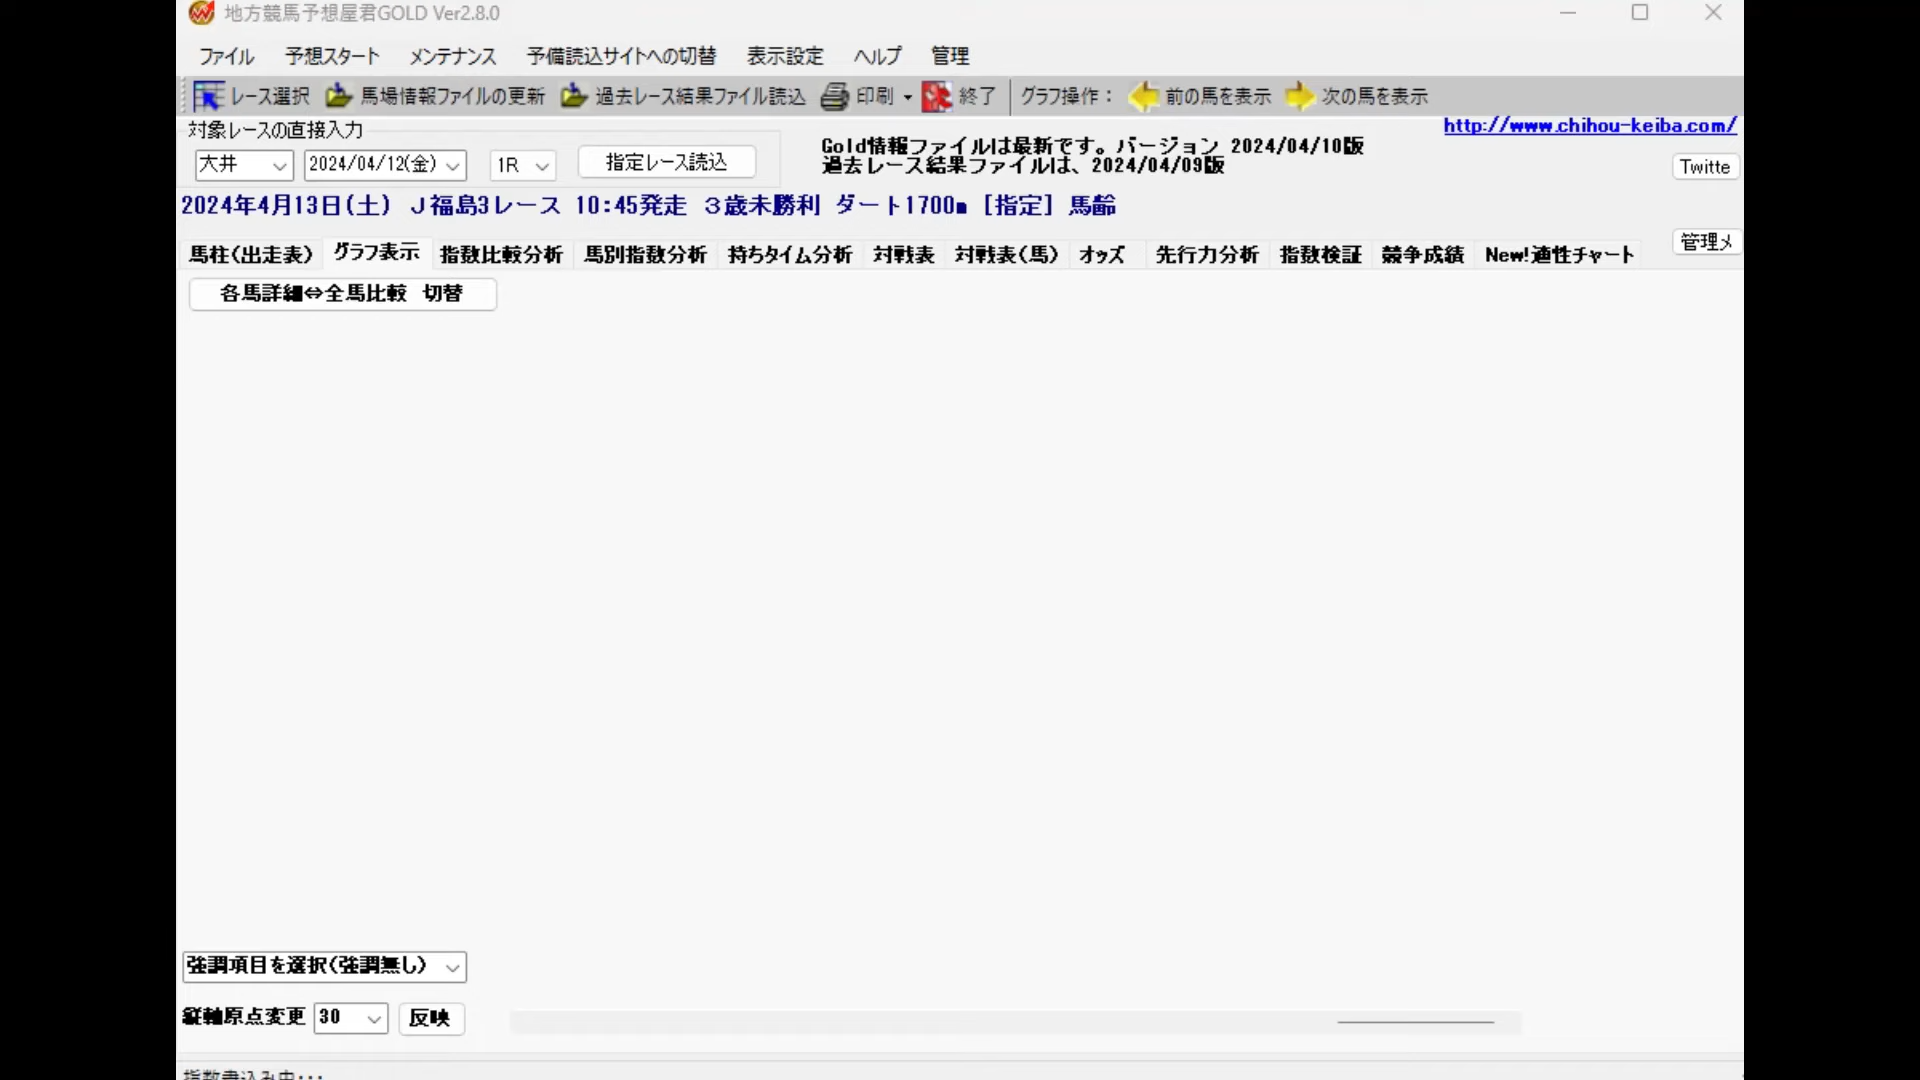 地方競馬予想屋君GOLD Ver2.8.0
ファイル 予想スタート メンテナンス 予備読込サイトへの切替 表示設定 ヘルプ 管理
レース選択 馬場情報ファイルの更新 過去レース結果ファイル読込 印刷 終了 グラフ操作： 前の馬を表示 次の馬を表示
対象レースの直接入力
http://www.chihou-keiba.com/
大井 2024/04/12(金) 1R 指定レース読込
Gold情報ファイルは最新です。バージョン 2024/04/10版
過去レース結果ファイルは、2024/04/09版
Twitte
2024年4月13日(土) Ｊ福島3レース 10:45発走 ３歳未勝利 ダート1700m [指定] 馬齢
管理メ
馬柱(出走表) グラフ表示 指数比較分析 馬別指数分析 持ちタイム分析 対戦表 対戦表(馬) オッズ 先行力分析 指数検証 競争成績 New!適性チャート
各馬詳細⇔全馬比較 切替
強調項目を選択(強調無し)
縦軸原点変更 30 反映
指数書込み中・・・